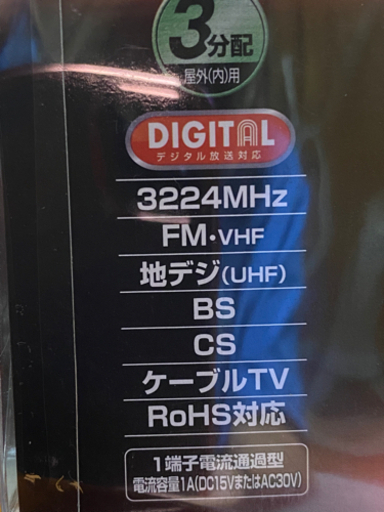 3分配
屋外(内)用
DIGITAL
デジタル放送対応
3224MHz
FM・VHF
地デジ(UHF)
BS
CS
ケーブルTV
RoHS対応
1端子電流通過型
電流容量1A(DC15VまたはAC30V)